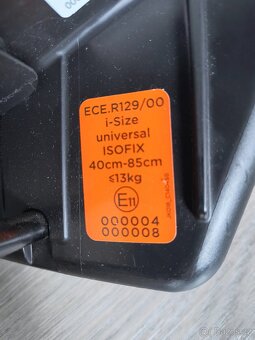 ECE.R129/00
i-Size
universal
ISOFIX
40cm-85cm
≤13kg
E11
000004
000008